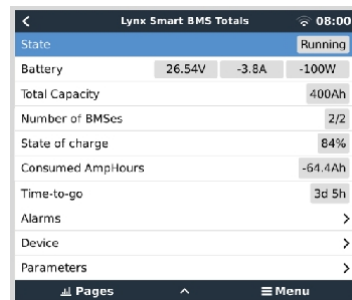 Lynx Smart BMS Totals 08:00
State Running
Battery 26.54V -3.8A -100W
Total Capacity 400Ah
Number of BMSes 2/2
State of charge 84%
Consumed AmpHours -64.4Ah
Time-to-go 3d 5h
Alarms
Device
Parameters
Pages Menu